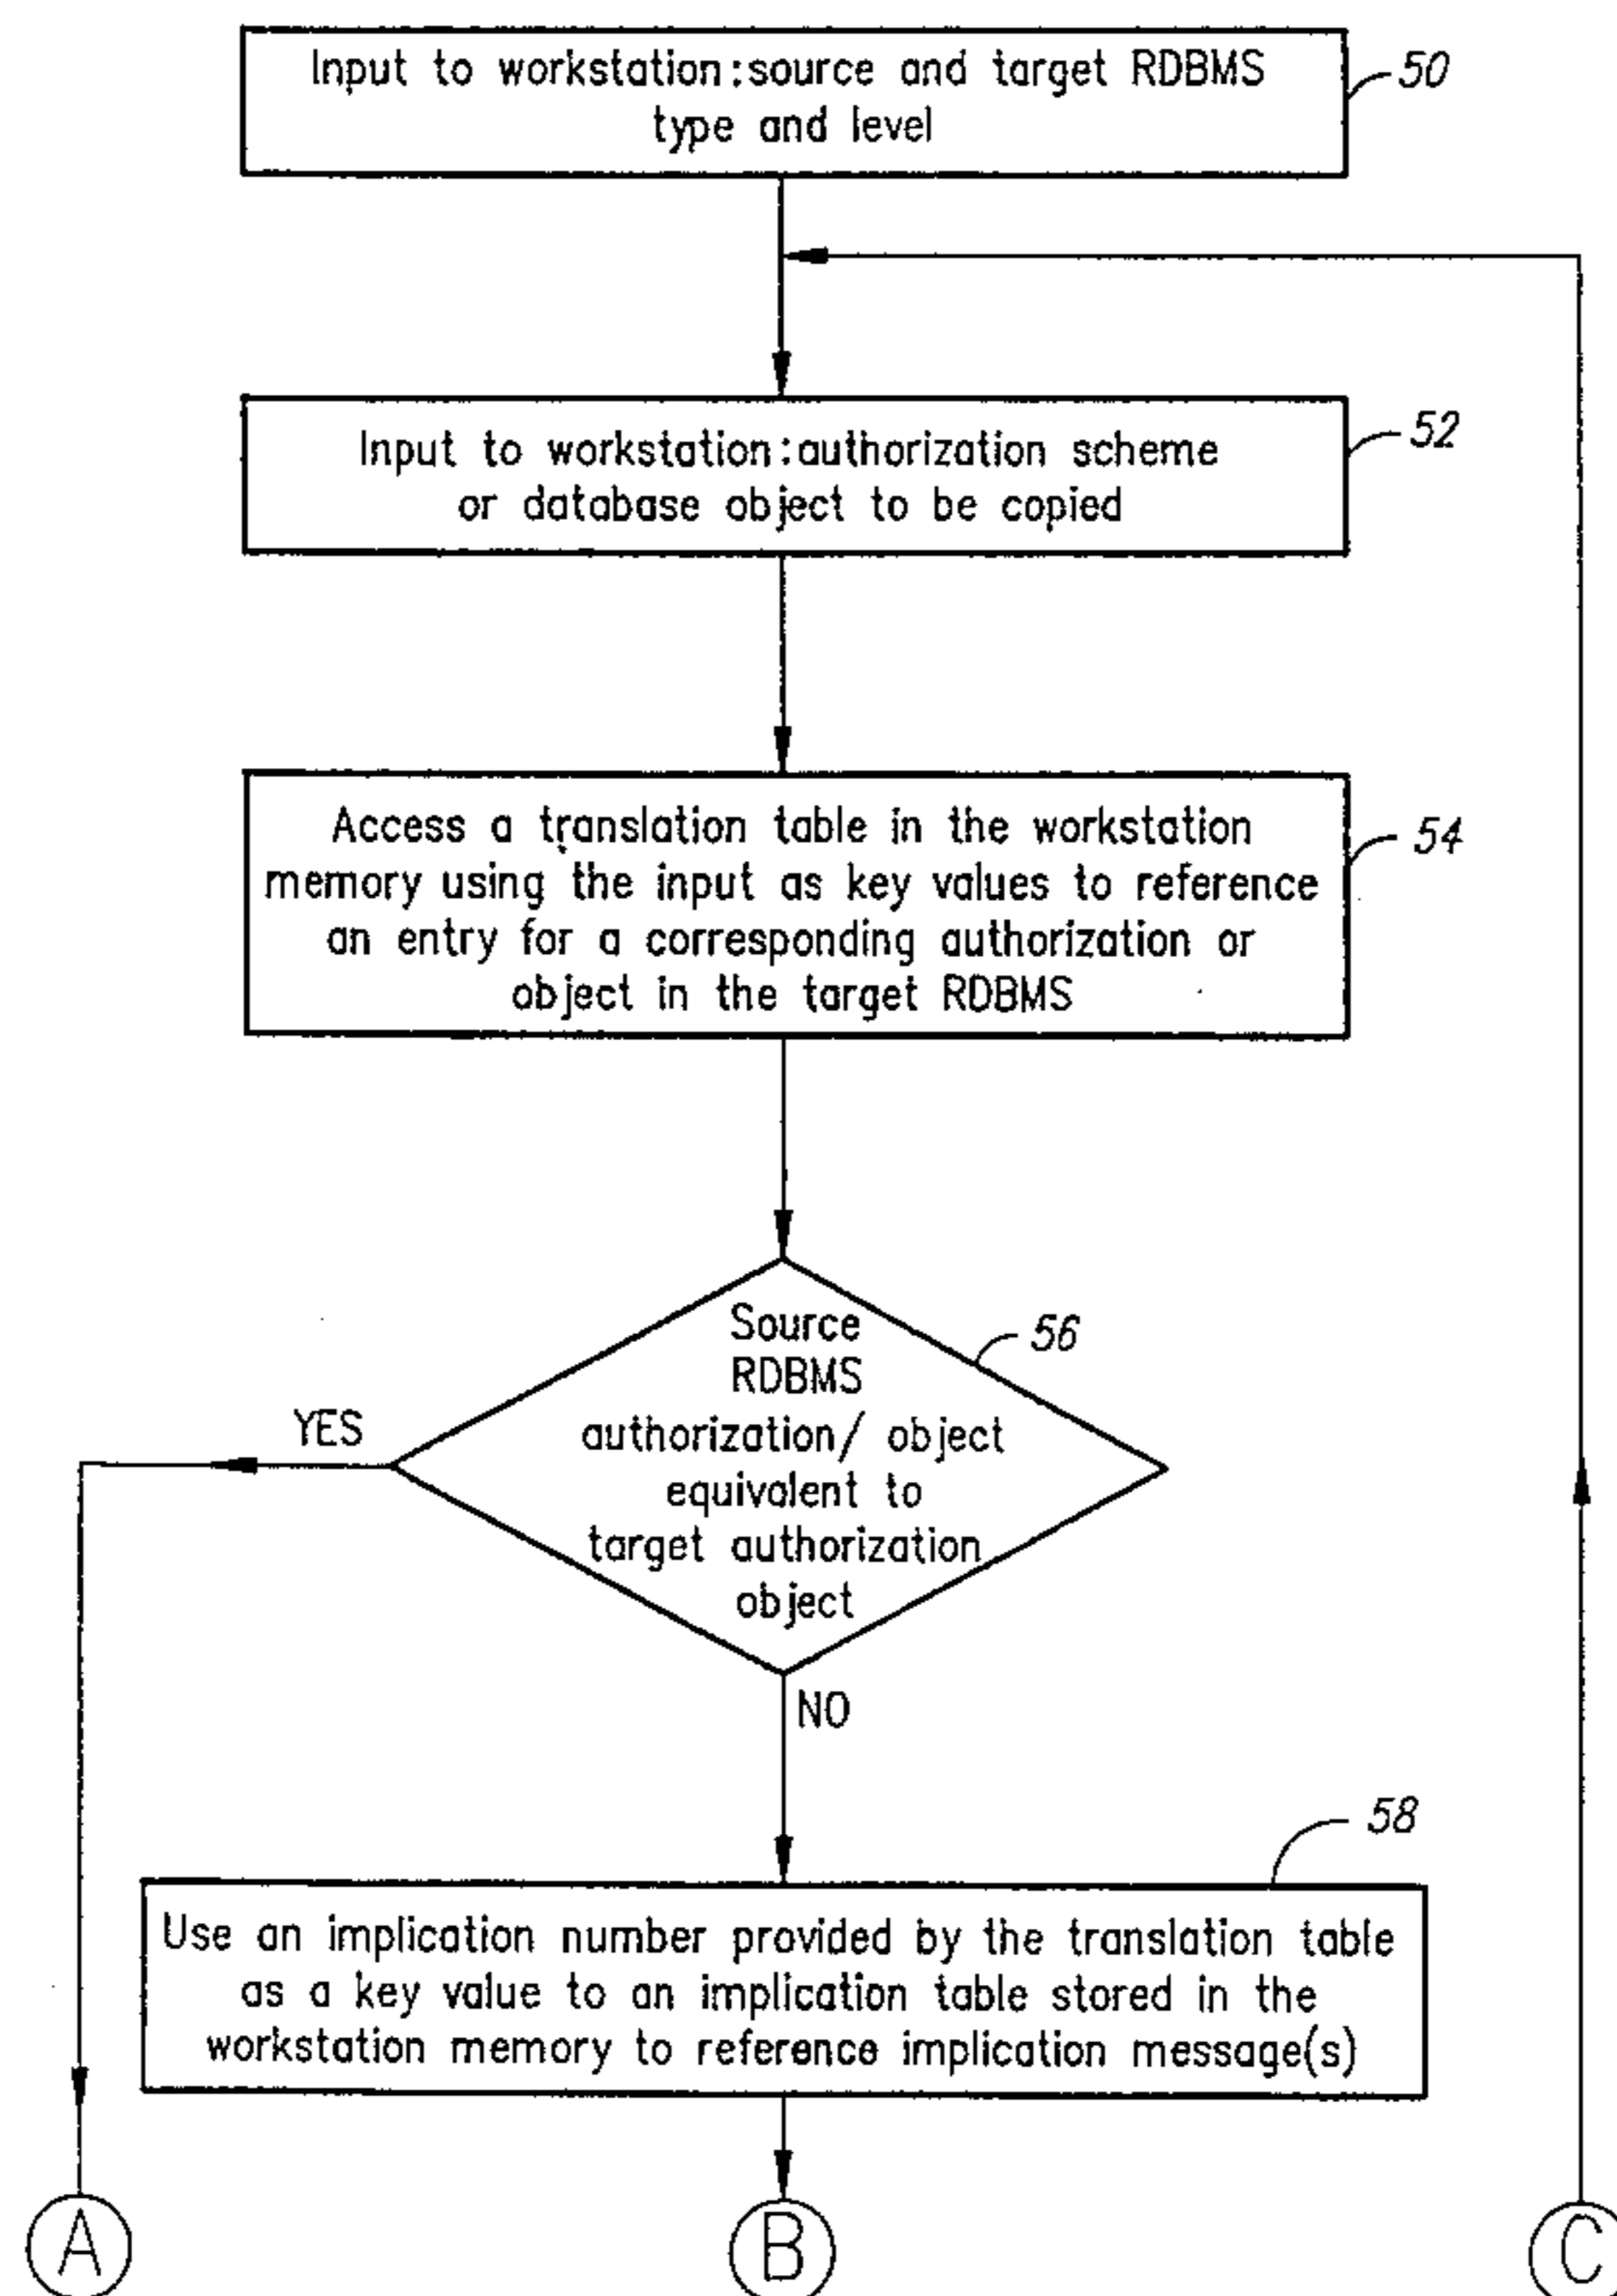 Input to workstation:source and target RDBMS
type and level
50
Input to workstation:authorization scheme
or database object to be copied
52
Access a translation table in the workstation
memory using the input as key values to reference
an entry for a corresponding authorization or
object in the target RDBMS
54
Source
RDBMS
authorization/ object
equivalent to
target authorization
object
56
YES
NO
58
Use an implication number provided by the translation table
as a key value to an implication table stored in the
workstation memory to reference implication message(s)
A
B
C